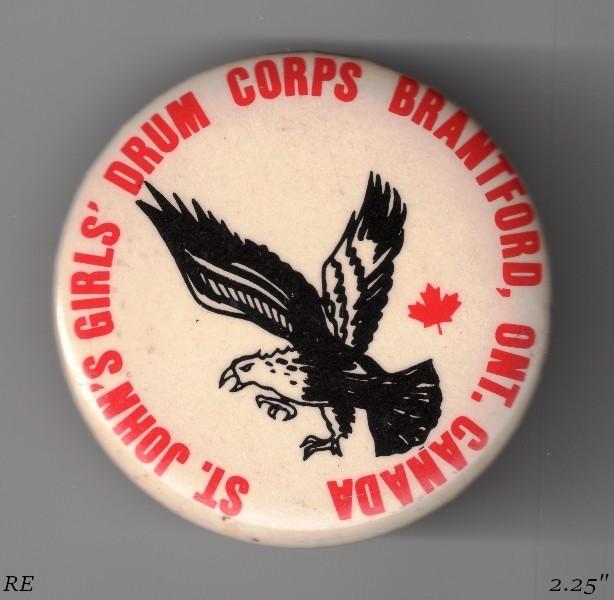 ST. JOHN'S GIRLS' DRUM CORPS BRANTFORD, ONT. CANADA
RE
2.25"